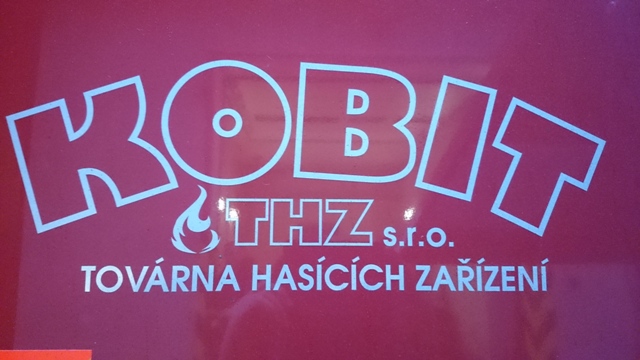 KOBIT
THZ s.r.o.
TOVÁRNA HASÍCÍCH ZAŘÍZENÍ